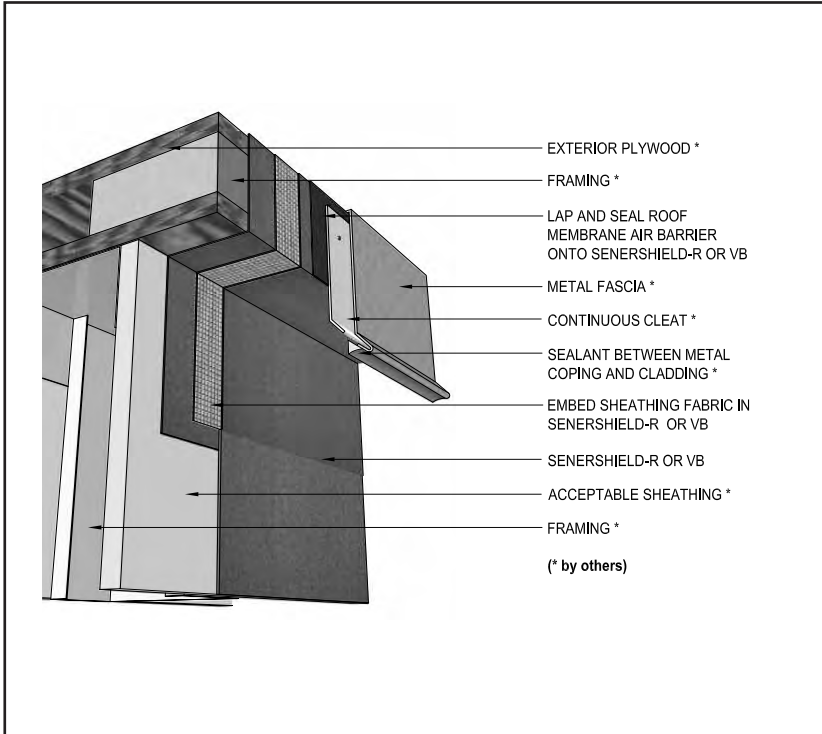 EXTERIOR PLYWOOD *
FRAMING *
LAP AND SEAL ROOF
MEMBRANE AIR BARRIER
ONTO SENERSHIELD-R OR VB
METAL FASCIA *
CONTINUOUS CLEAT *
SEALANT BETWEEN METAL
COPING AND CLADDING *
EMBED SHEATHING FABRIC IN
SENERSHIELD-R OR VB
SENERSHIELD-R OR VB
ACCEPTABLE SHEATHING *
FRAMING *
(* by others)